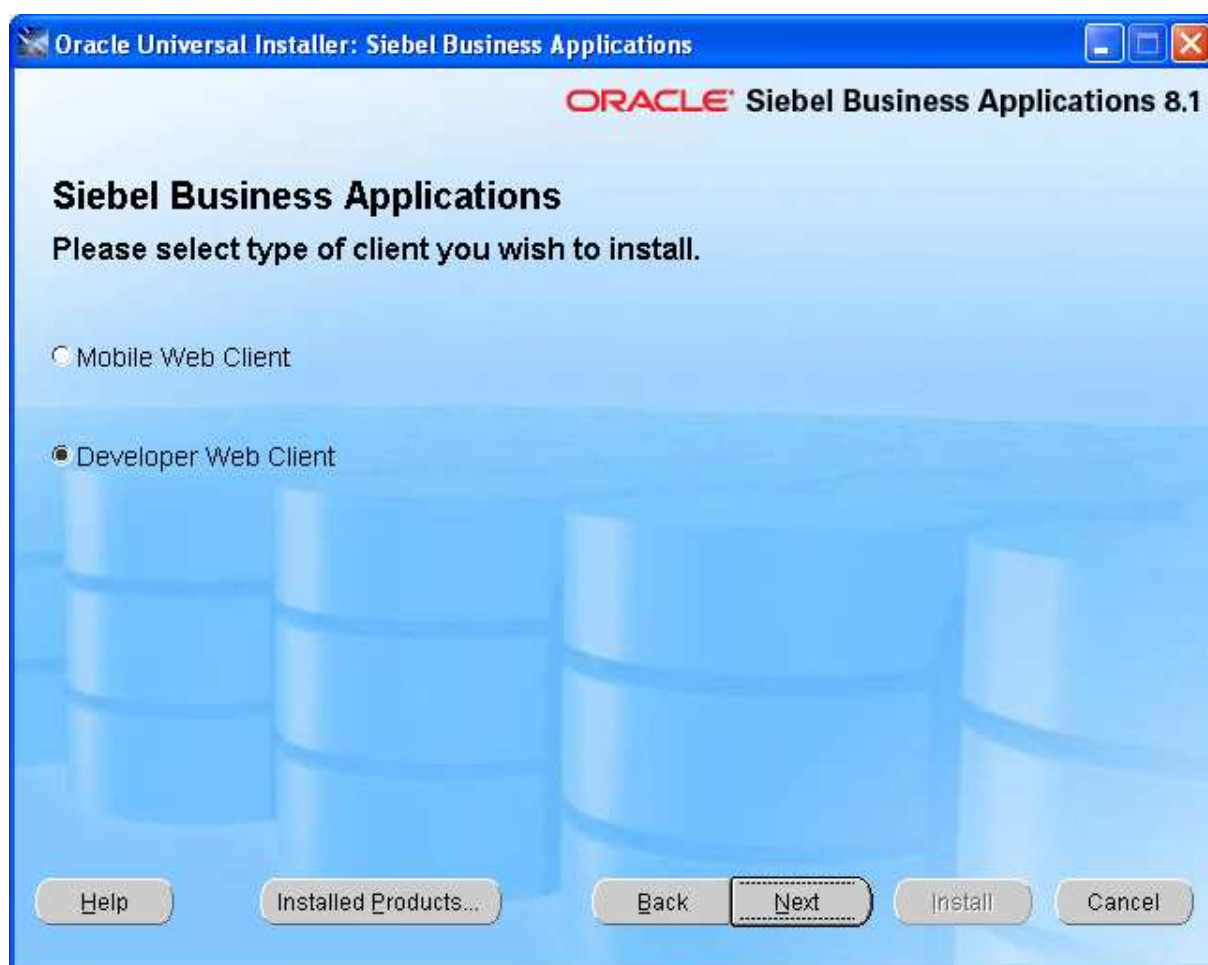 Oracle Universal Installer: Siebel Business Applications
ORACLE® Siebel Business Applications 8.1
Siebel Business Applications
Please select type of client you wish to install.
Mobile Web Client
Developer Web Client
Help Installed Products... Back Next Install Cancel